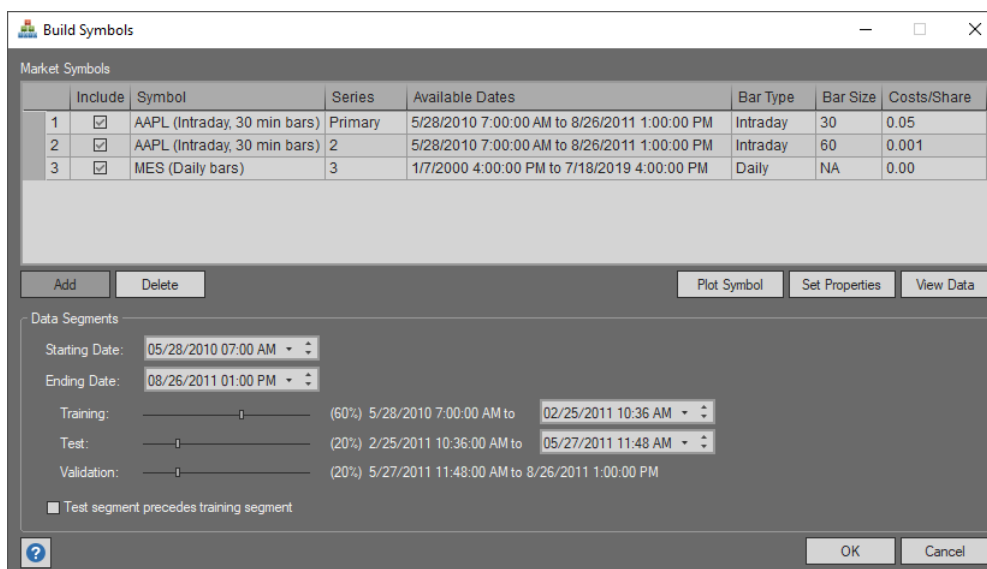 Build Symbols
Market Symbols
Include Symbol Series Available Dates Bar Type Bar Size Costs/Share
1 AAPL (Intraday, 30 min bars) Primary 5/28/2010 7:00:00 AM to 8/26/2011 1:00:00 PM Intraday 30 0.05
2 AAPL (Intraday, 30 min bars) 2 5/28/2010 7:00:00 AM to 8/26/2011 1:00:00 PM Intraday 60 0.001
3 MES (Daily bars) 3 1/7/2000 4:00:00 PM to 7/18/2019 4:00:00 PM Daily NA 0.00
Add Delete Plot Symbol Set Properties View Data
Data Segments
Starting Date: 05/28/2010 07:00 AM
Ending Date: 08/26/2011 01:00 PM
Training: (60%) 5/28/2010 7:00:00 AM to 02/25/2011 10:36 AM
Test: (20%) 2/25/2011 10:36:00 AM to 05/27/2011 11:48 AM
Validation: (20%) 5/27/2011 11:48:00 AM to 8/26/2011 1:00:00 PM
Test segment precedes training segment
? OK Cancel